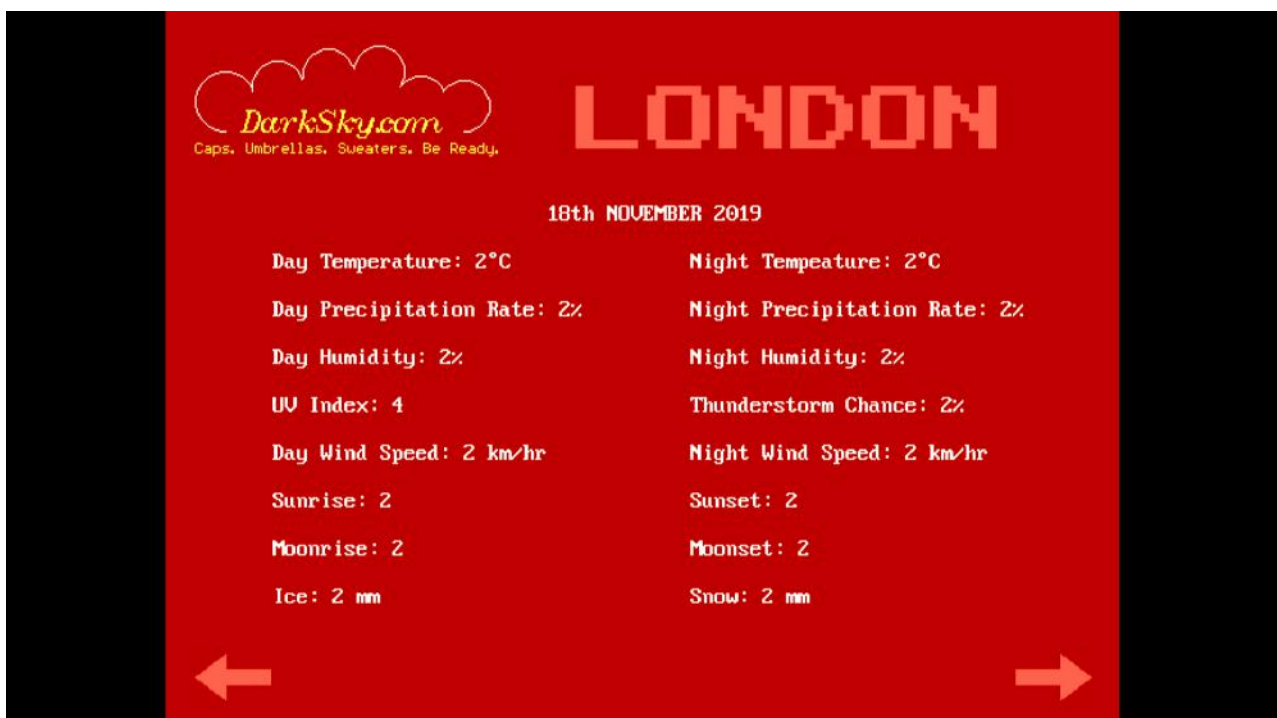 DarkSky.com
Caps. Umbrellas. Sweaters. Be Ready.
LONDON
18th NOVEMBER 2019
Day Temperature: 2°C
Night Tempeature: 2°C
Day Precipitation Rate: 2%
Night Precipitation Rate: 2%
Day Humidity: 2%
Night Humidity: 2%
UV Index: 4
Thunderstorm Chance: 2%
Day Wind Speed: 2 km/hr
Night Wind Speed: 2 km/hr
Sunrise: 2
Sunset: 2
Moonrise: 2
Moonset: 2
Ice: 2 mm
Snow: 2 mm